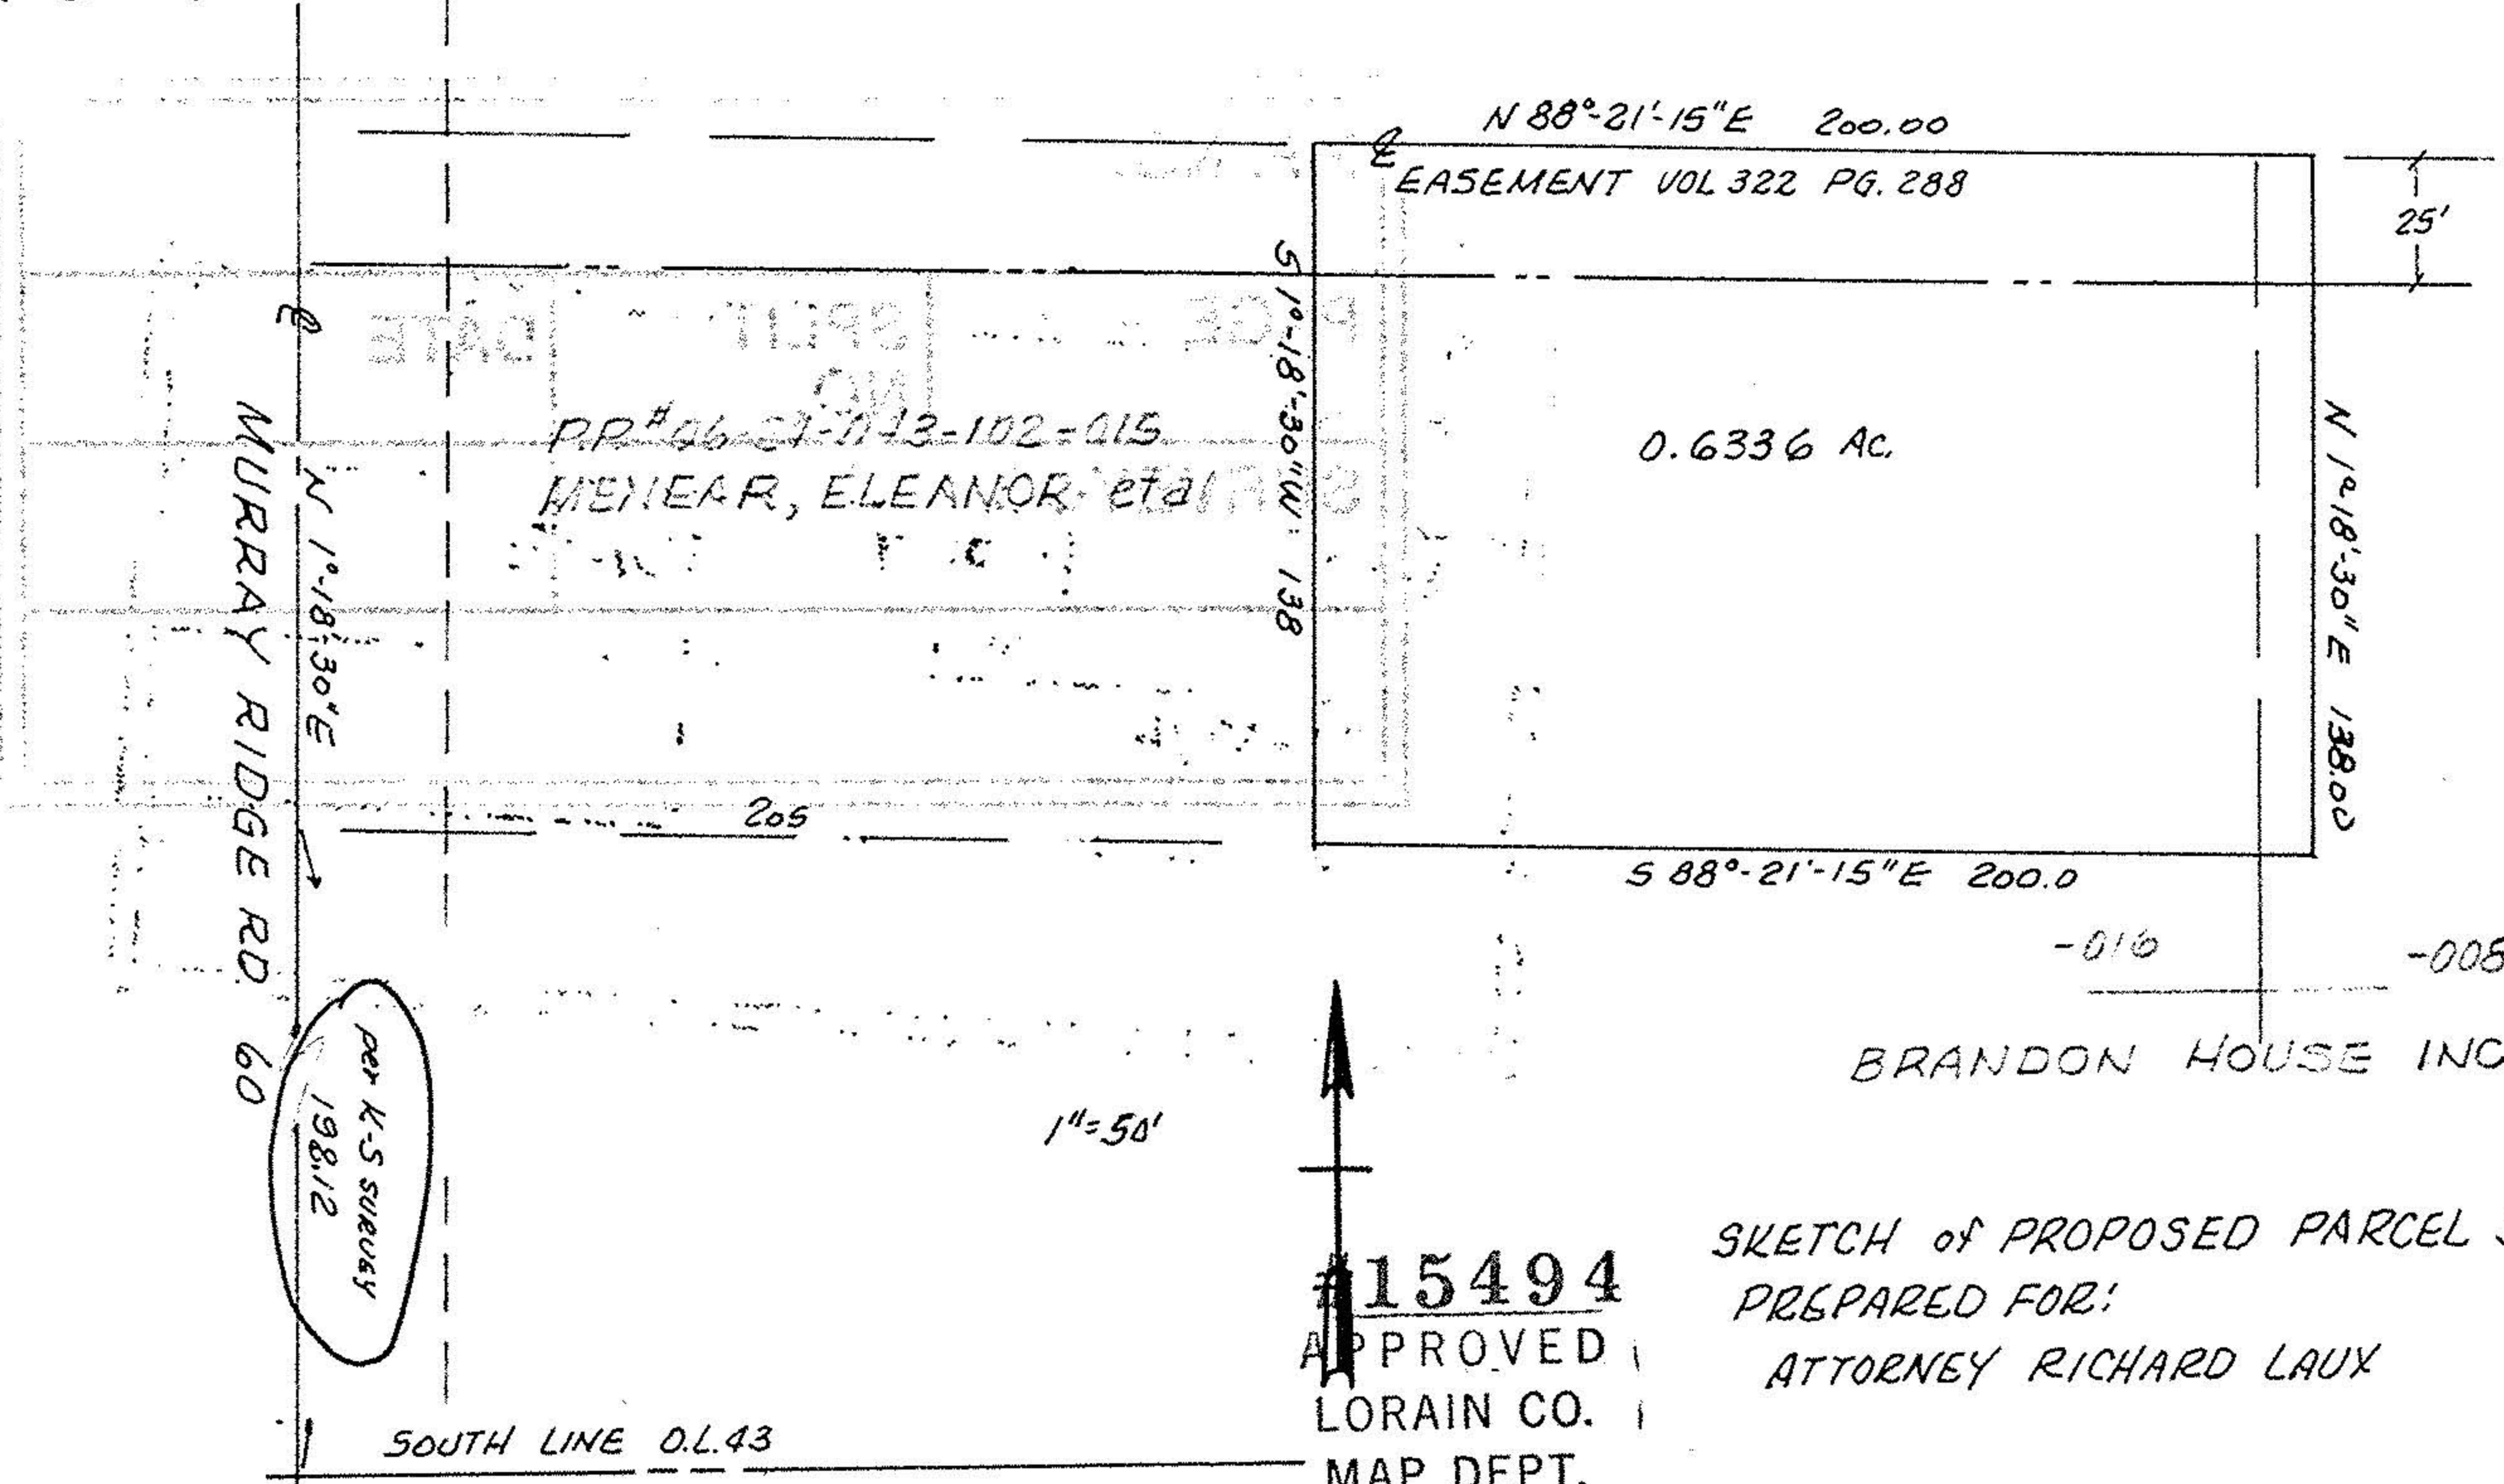 N 88°-21'-15"E 200.00
EASEMENT VOL 322 PG. 288
25'
S 1°-18'-30"W 138
0.6336 Ac.
N 1°-18'-30"E 138.00
SPLIT
NO
DATE
MENEAR, ELEANOR etal
MURRAY RIDGE RD. 60
N 1°-18'-30"E
205
S 88°-21'-15"E 200.0
-016
BRANDON HOUSE INC
per K-S SURVEY
198.12
1"=50'
#15494
APPROVED
LORAIN CO.
MAP DEPT.
SKETCH of PROPOSED PARCEL
PREPARED FOR:
ATTORNEY RICHARD LAUX
SOUTH LINE O.L.43